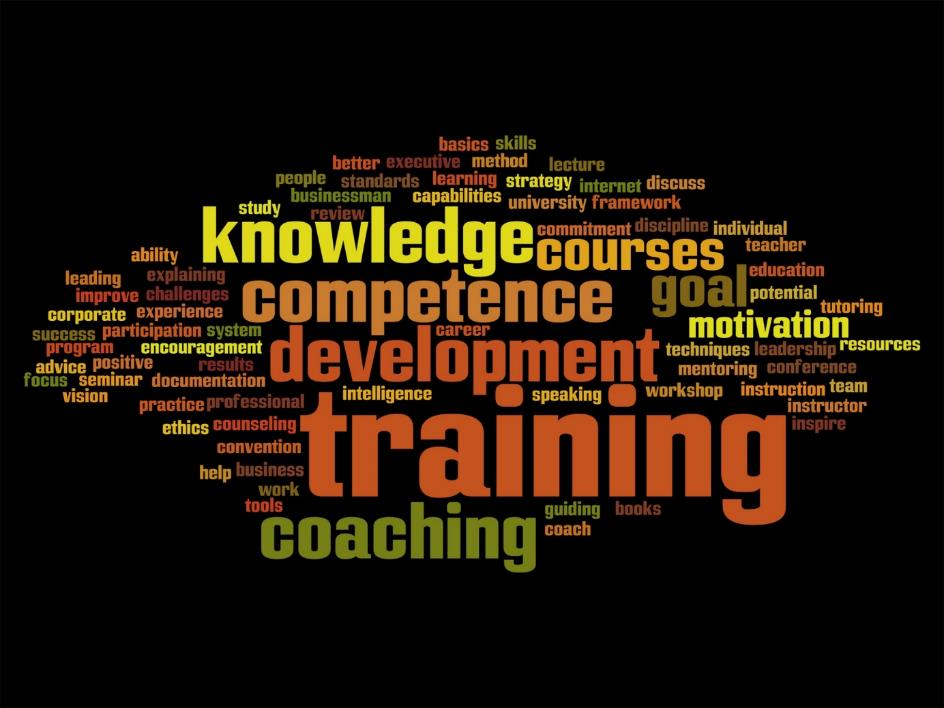 basics skills
better executive method lecture
people standards learning strategy internet discuss
businessman capabilities university framework
study review
knowledge commitment discipline individual
courses teacher
ability
leading explaining competence goal education
improve challenges potential
corporate experience tutoring
success participation system career motivation
program encouragement development techniques leadership resources
advice positive results mentoring conference
focus seminar documentation
vision intelligence speaking workshop instruction team
practice professional training instructor
ethics counseling inspire
convention
help business
work
tools coaching guiding books
coach